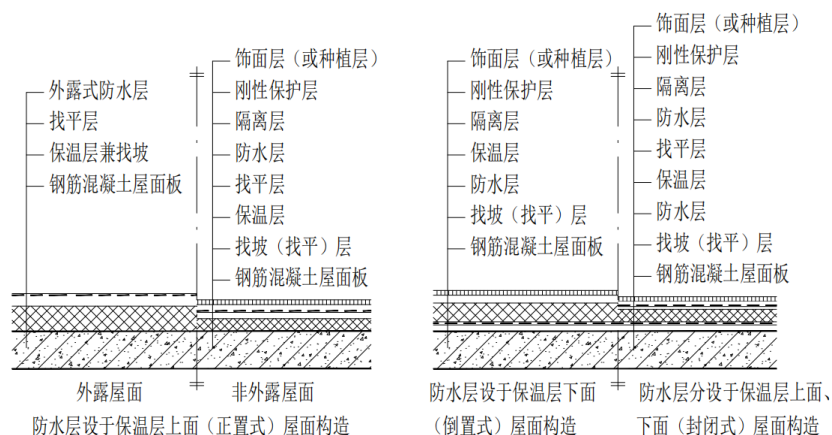 外露式防水层
找平层
保温层兼找坡
钢筋混凝土屋面板
饰面层（或种植层）
刚性保护层
隔离层
防水层
找平层
保温层
找坡（找平）层
钢筋混凝土屋面板
外露屋面
非外露屋面
防水层设于保温层上面（正置式）屋面构造
饰面层（或种植层）
刚性保护层
隔离层
保温层
防水层
找坡（找平）层
钢筋混凝土屋面板
饰面层（或种植层）
刚性保护层
隔离层
防水层
找平层
保温层
防水层
找坡（找平）层
钢筋混凝土屋面板
防水层设于保温层下面
（倒置式）屋面构造
防水层分设于保温层上面、
下面（封闭式）屋面构造